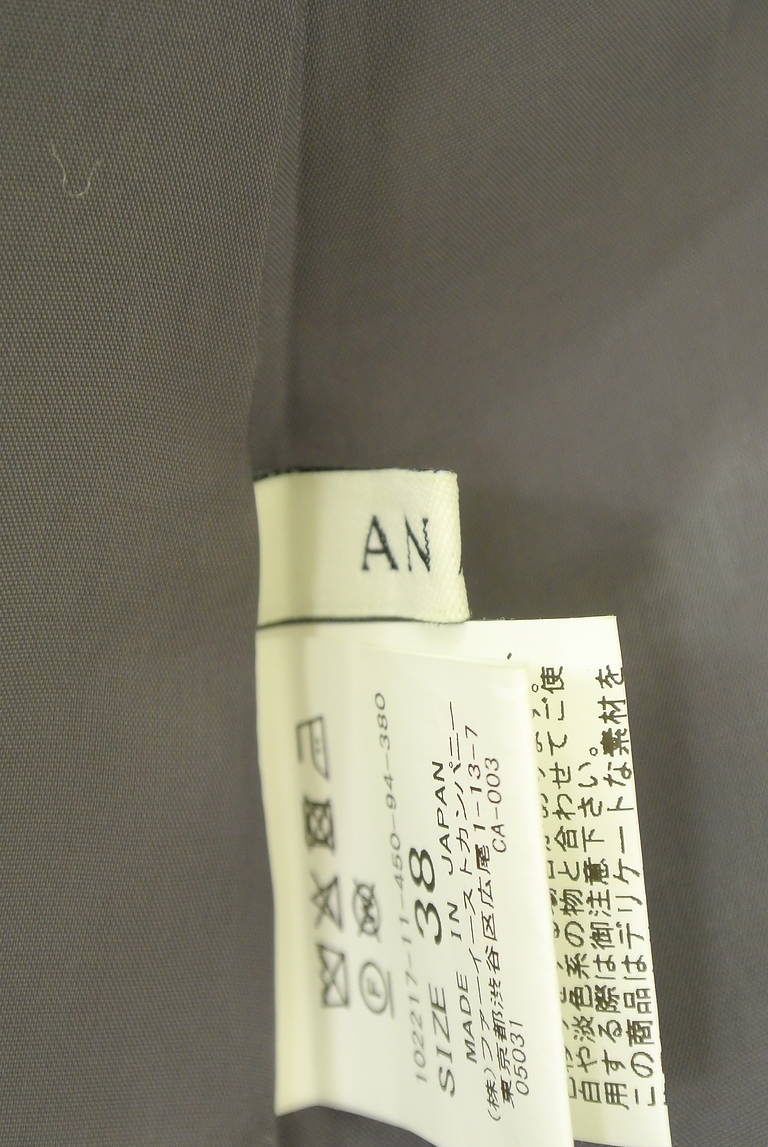 AN
102217-11-450-94-380
SIZE 38
MADE IN JAPAN
(株)ファーイーストカンパニー
東京都渋谷区広尾1-13-7
05031 CA-003
この商品はデリケートな素材を
用する際は御注意下さい。
白や淡色系の物と合わせてご使